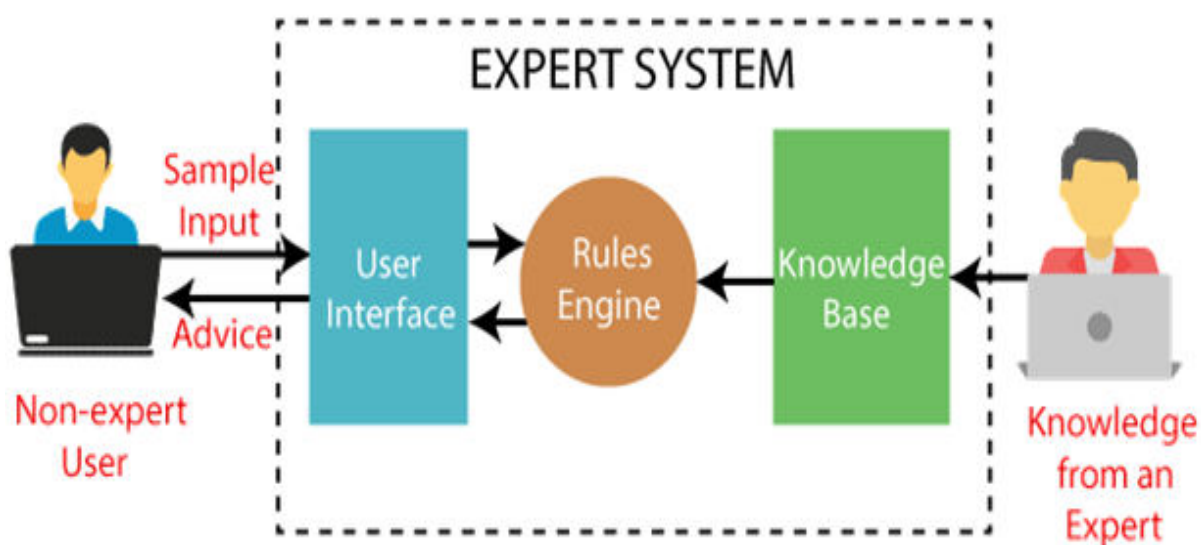 EXPERT SYSTEM
Sample
Input
Advice
Non-expert
User
User
Interface
Rules
Engine
Knowledge
Base
Knowledge
from an
Expert